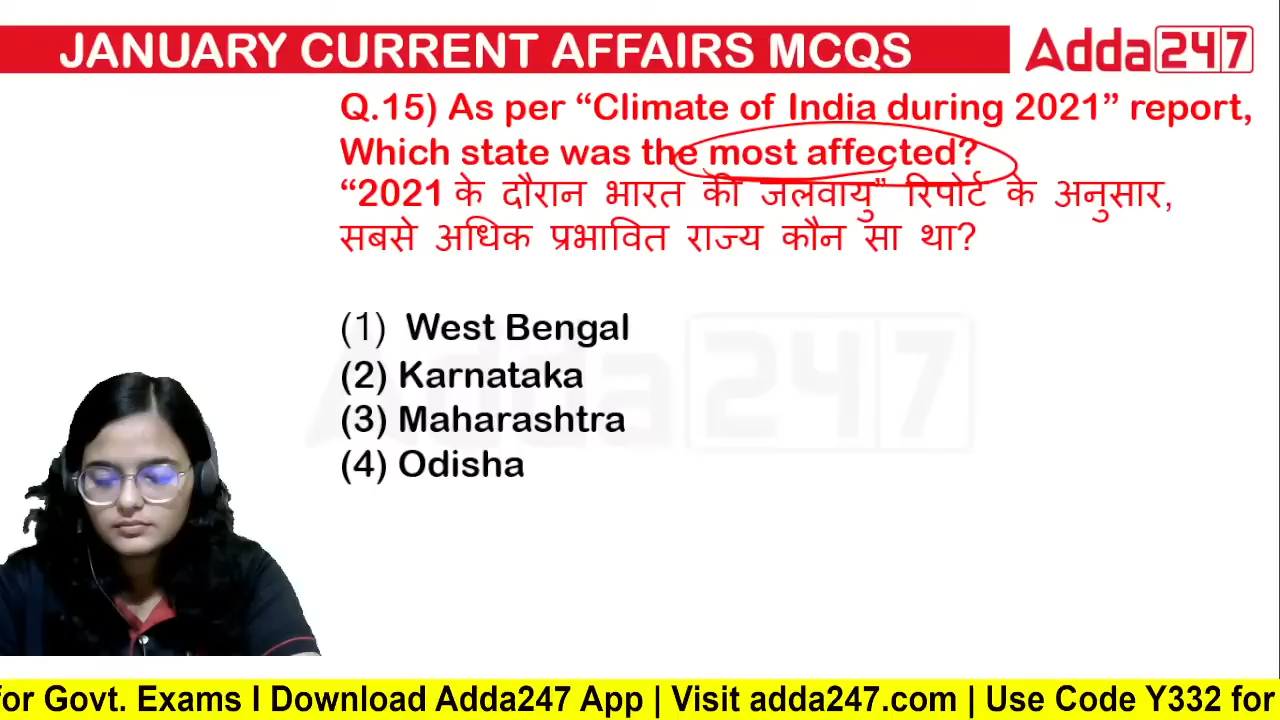 JANUARY CURRENT AFFAIRS MCQS
Adda247
Q.15) As per “Climate of India during 2021” report,
Which state was the most affected?
“2021 के दौरान भारत की जलवायु” रिपोर्ट के अनुसार,
सबसे अधिक प्रभावित राज्य कौन सा था?
(1) West Bengal
(2) Karnataka
(3) Maharashtra
(4) Odisha
Adda247
for Govt. Exams I Download Adda247 App | Visit adda247.com | Use Code Y332 for